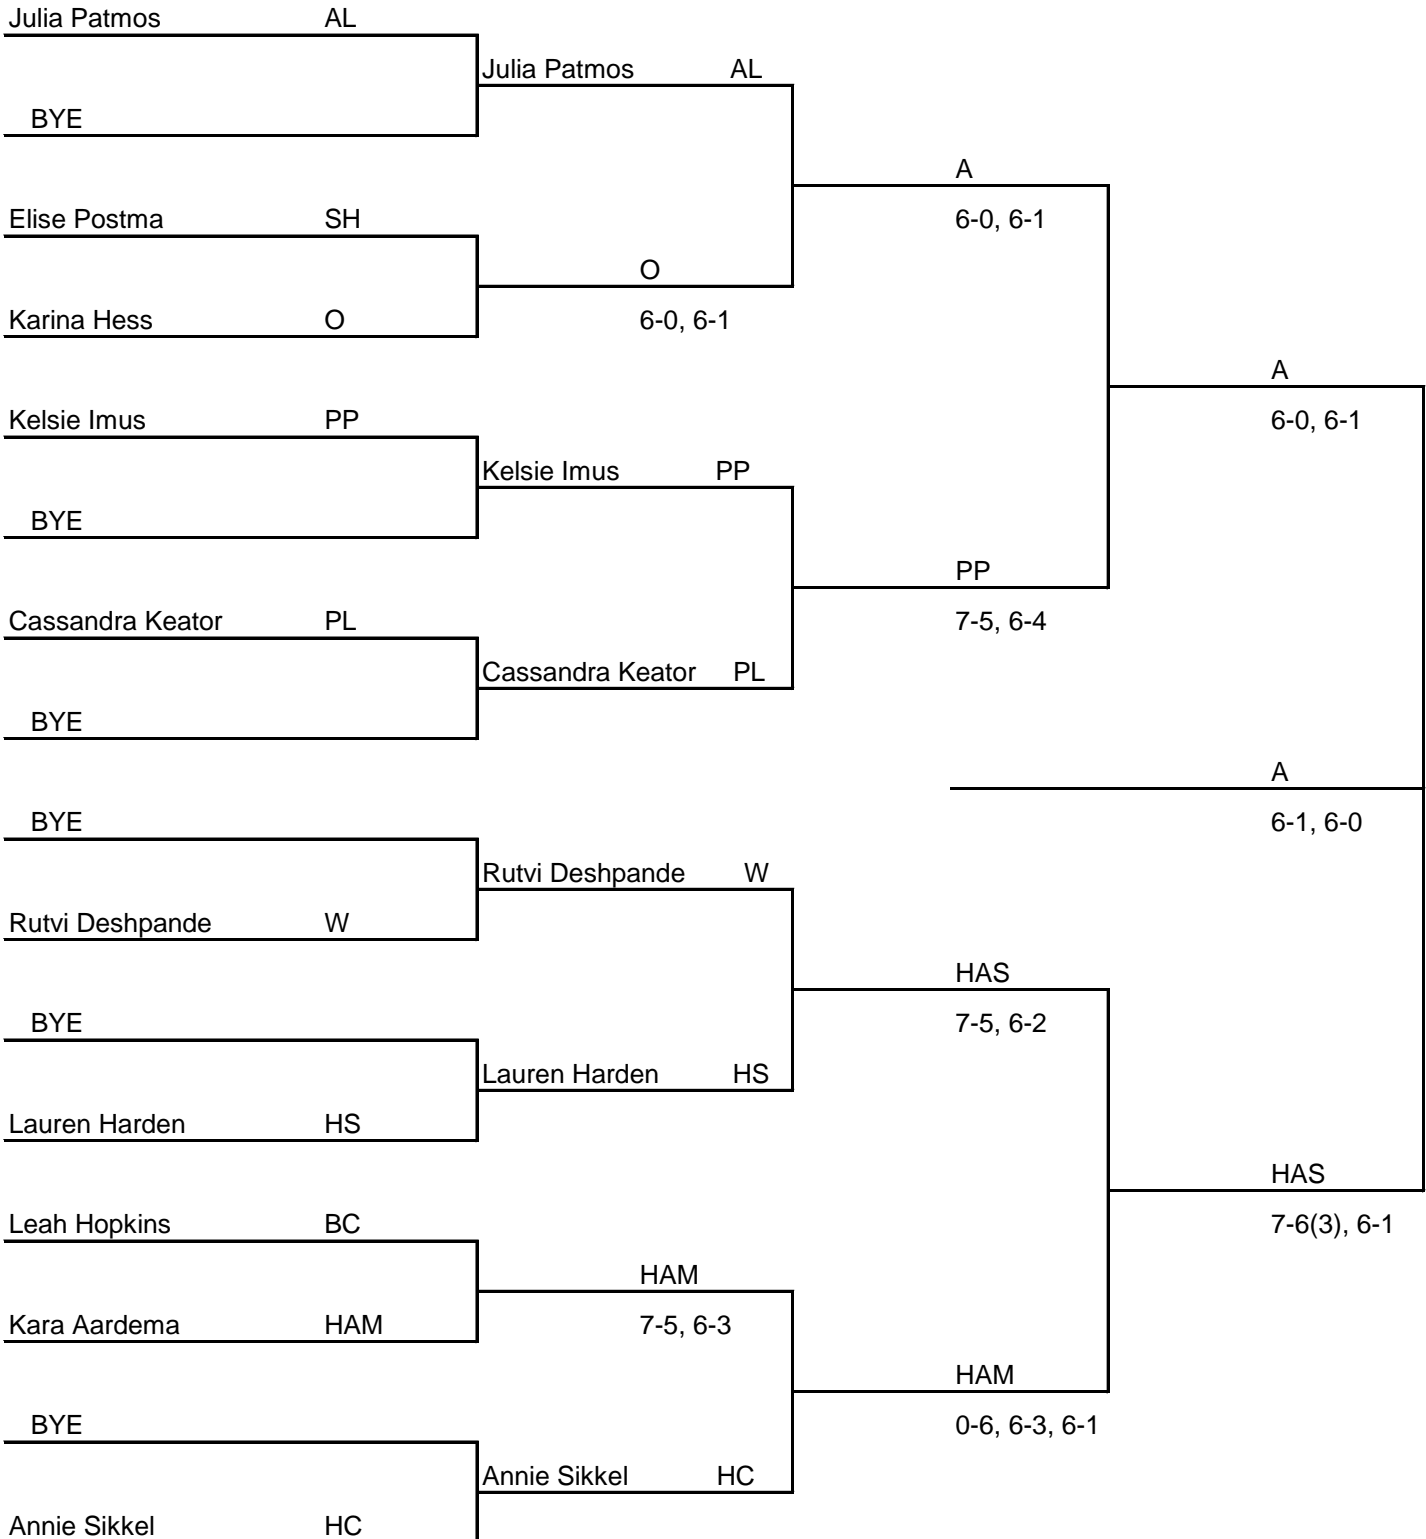 Julia Patmos AL
Julia Patmos AL
BYE
A
Elise Postma SH 6-0, 6-1
O
Karina Hess O 6-0, 6-1
A
Kelsie Imus PP 6-0, 6-1
Kelsie Imus PP
BYE
PP
Cassandra Keator PL 7-5, 6-4
Cassandra Keator PL
BYE
A
BYE 6-1, 6-0
Rutvi Deshpande W
Rutvi Deshpande W
HAS
BYE 7-5, 6-2
Lauren Harden HS
Lauren Harden HS
HAS
Leah Hopkins BC 7-6(3), 6-1
HAM
Kara Aardema HAM 7-5, 6-3
HAM
BYE 0-6, 6-3, 6-1
Annie Sikkel HC
Annie Sikkel HC